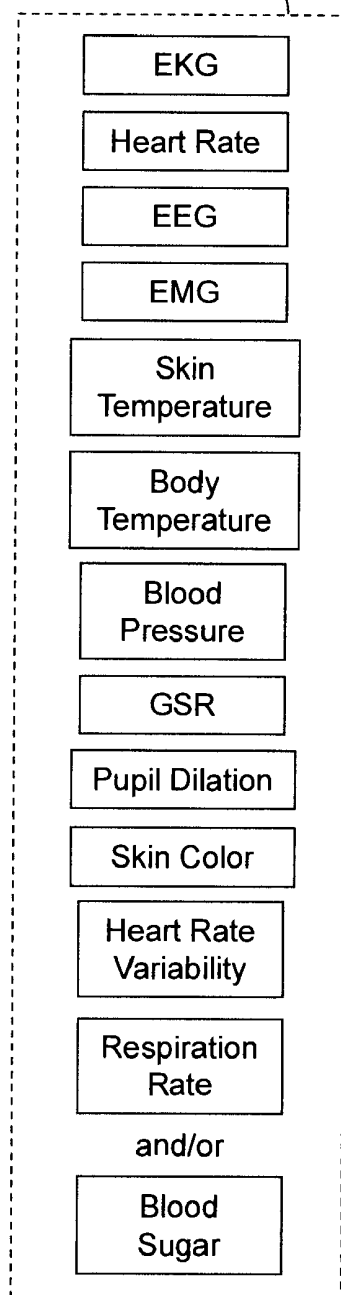 EKG
Heart Rate
EEG
EMG
Skin
Temperature
Body
Temperature
Blood
Pressure
GSR
Pupil Dilation
Skin Color
Heart Rate
Variability
Respiration
Rate
and/or
Blood
Sugar